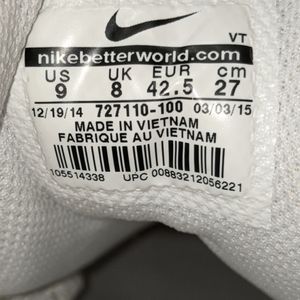 VT
nikebetterworld.com
US UK EUR cm
9 8 42.5 27
12/19/14 727110-100 03/03/15
MADE IN VIETNAM
FABRIQUE AU VIETNAM
105514338 UPC 00883212056221